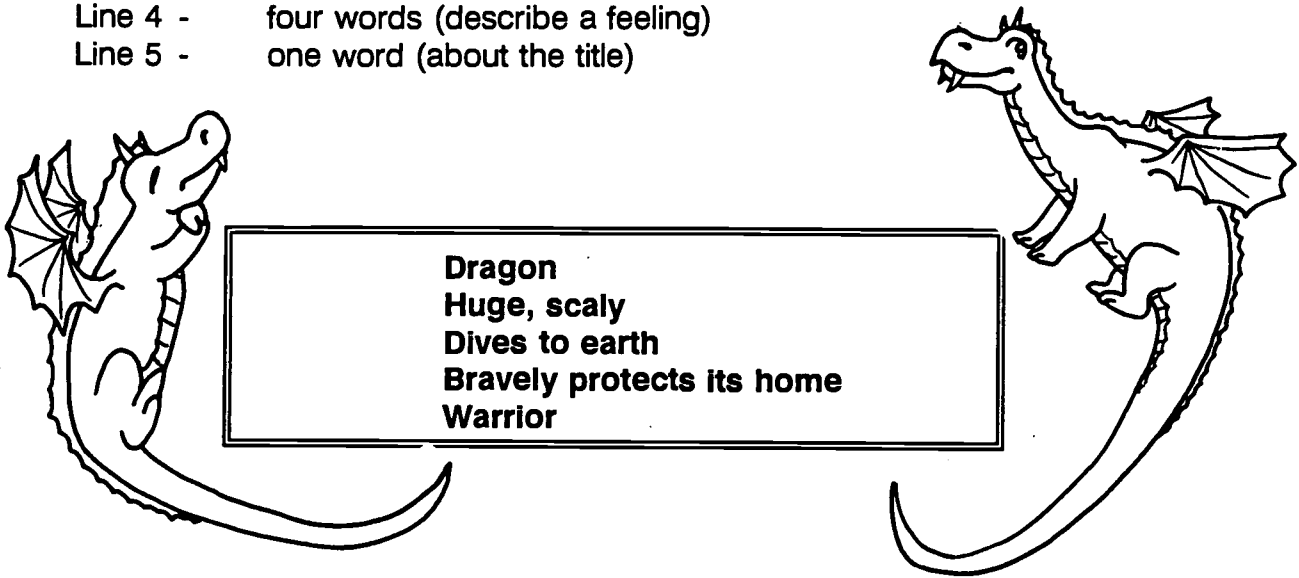 Line 4 - four words (describe a feeling)
Line 5 - one word (about the title)
Dragon
Huge, scaly
Dives to earth
Bravely protects its home
Warrior